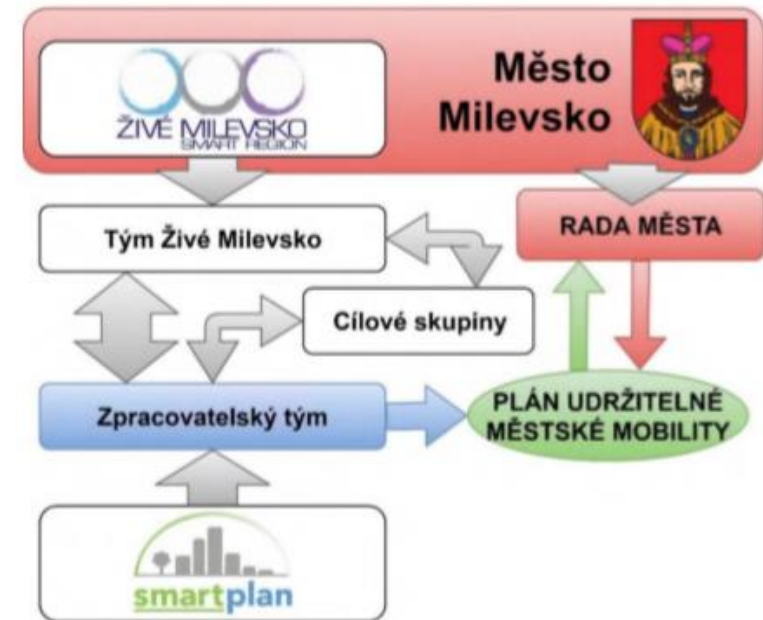 ŽIVÉ MILEVSKO
SMART REGION
Město
Milevsko
Tým Živé Milevsko
RADA MĚSTA
Cílové skupiny
Zpracovatelský tým
PLÁN UDRŽITELNÉ
MĚSTSKÉ MOBILITY
smartplan